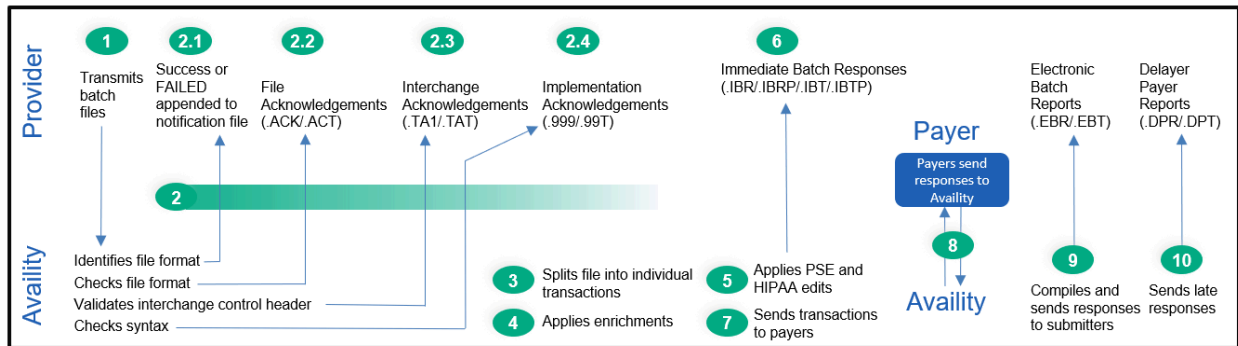 Provider
1
Transmits
batch
files
2.1
Success or
FAILED
appended to
notification file
2.2
File
Acknowledgements
(.ACK/.ACT)
2.3
Interchange
Acknowledgements
(.TA1/.TAT)
2.4
Implementation
Acknowledgements
(.999/.99T)
6
Immediate Batch Responses
(.IBR/.IBRP/.IBT/.IBTP)
Electronic
Batch
Reports
(.EBR/.EBT)
Delayer
Payer
Reports
(.DPR/.DPT)
Payer
Payers send
responses to
Availity
2
Availity
Identifies file format
Checks file format
Validates interchange control header
Checks syntax
3
Splits file into individual
transactions
4
Applies enrichments
5
Applies PSE and
HIPAA edits
7
Sends transactions
to payers
8
Availity
9
Compiles and
sends responses
to submitters
10
Sends late
responses